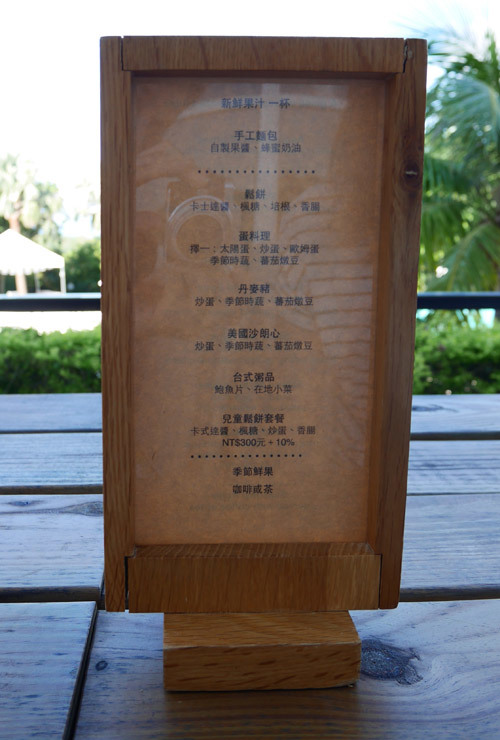 新鮮果汁 一杯
手工麵包
自製果醬、蜂蜜奶油
鬆餅
卡士達醬、楓糖、培根、香腸
蛋料理
擇一：太陽蛋、炒蛋、歐姆蛋
季節時蔬、蕃茄燉豆
丹麥豬
炒蛋、季節時蔬、蕃茄燉豆
美國沙朗心
炒蛋、季節時蔬、蕃茄燉豆
台式粥品
鮑魚片、在地小菜
兒童鬆餅套餐
卡式達醬、楓糖、炒蛋、香腸
NT$300元 + 10%
季節鮮果
咖啡或茶